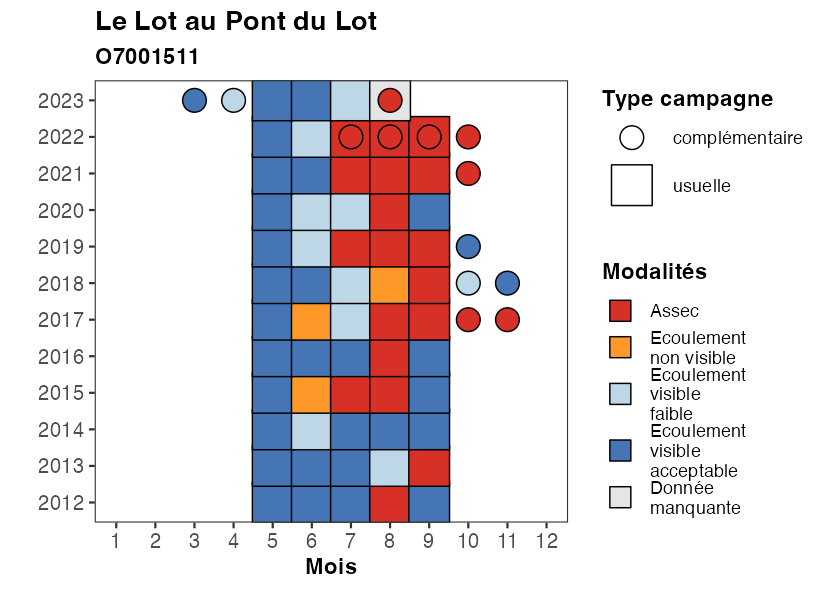 Le Lot au Pont du Lot
O7001511
2023
2022
2021
2020
2019
2018
2017
2016
2015
2014
2013
2012
1 2 3 4 5 6 7 8 9 10 11 12
Mois
Type campagne
complémentaire
usuelle
Modalités
Assec
Ecoulement
non visible
Ecoulement
visible
faible
Ecoulement
visible
acceptable
Donnée
manquante